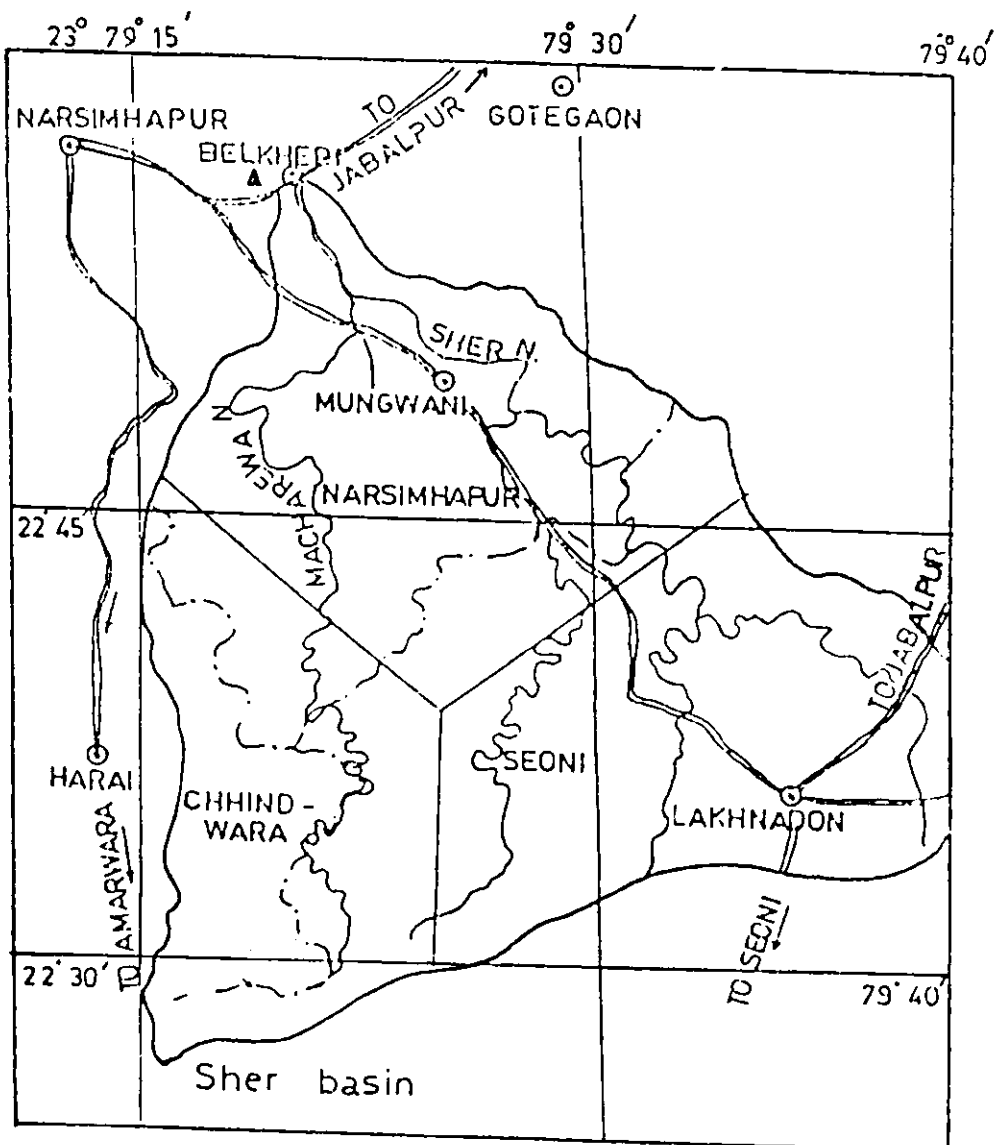 23° 79° 15′
79° 30′
79° 40′
NARSIMHAPUR
TO
JABALPUR
GOTEGAON
BELKHERI
SHER N.
MUNGWANI
MACHAREWA N
NARSIMHAPUR
22° 45′
TO JABALPUR
HARAI
SEONI
CHHIND-
WARA
LAKHNADON
TO AMARWARA
22° 30′
TO SEONI
79° 40′
Sher basin